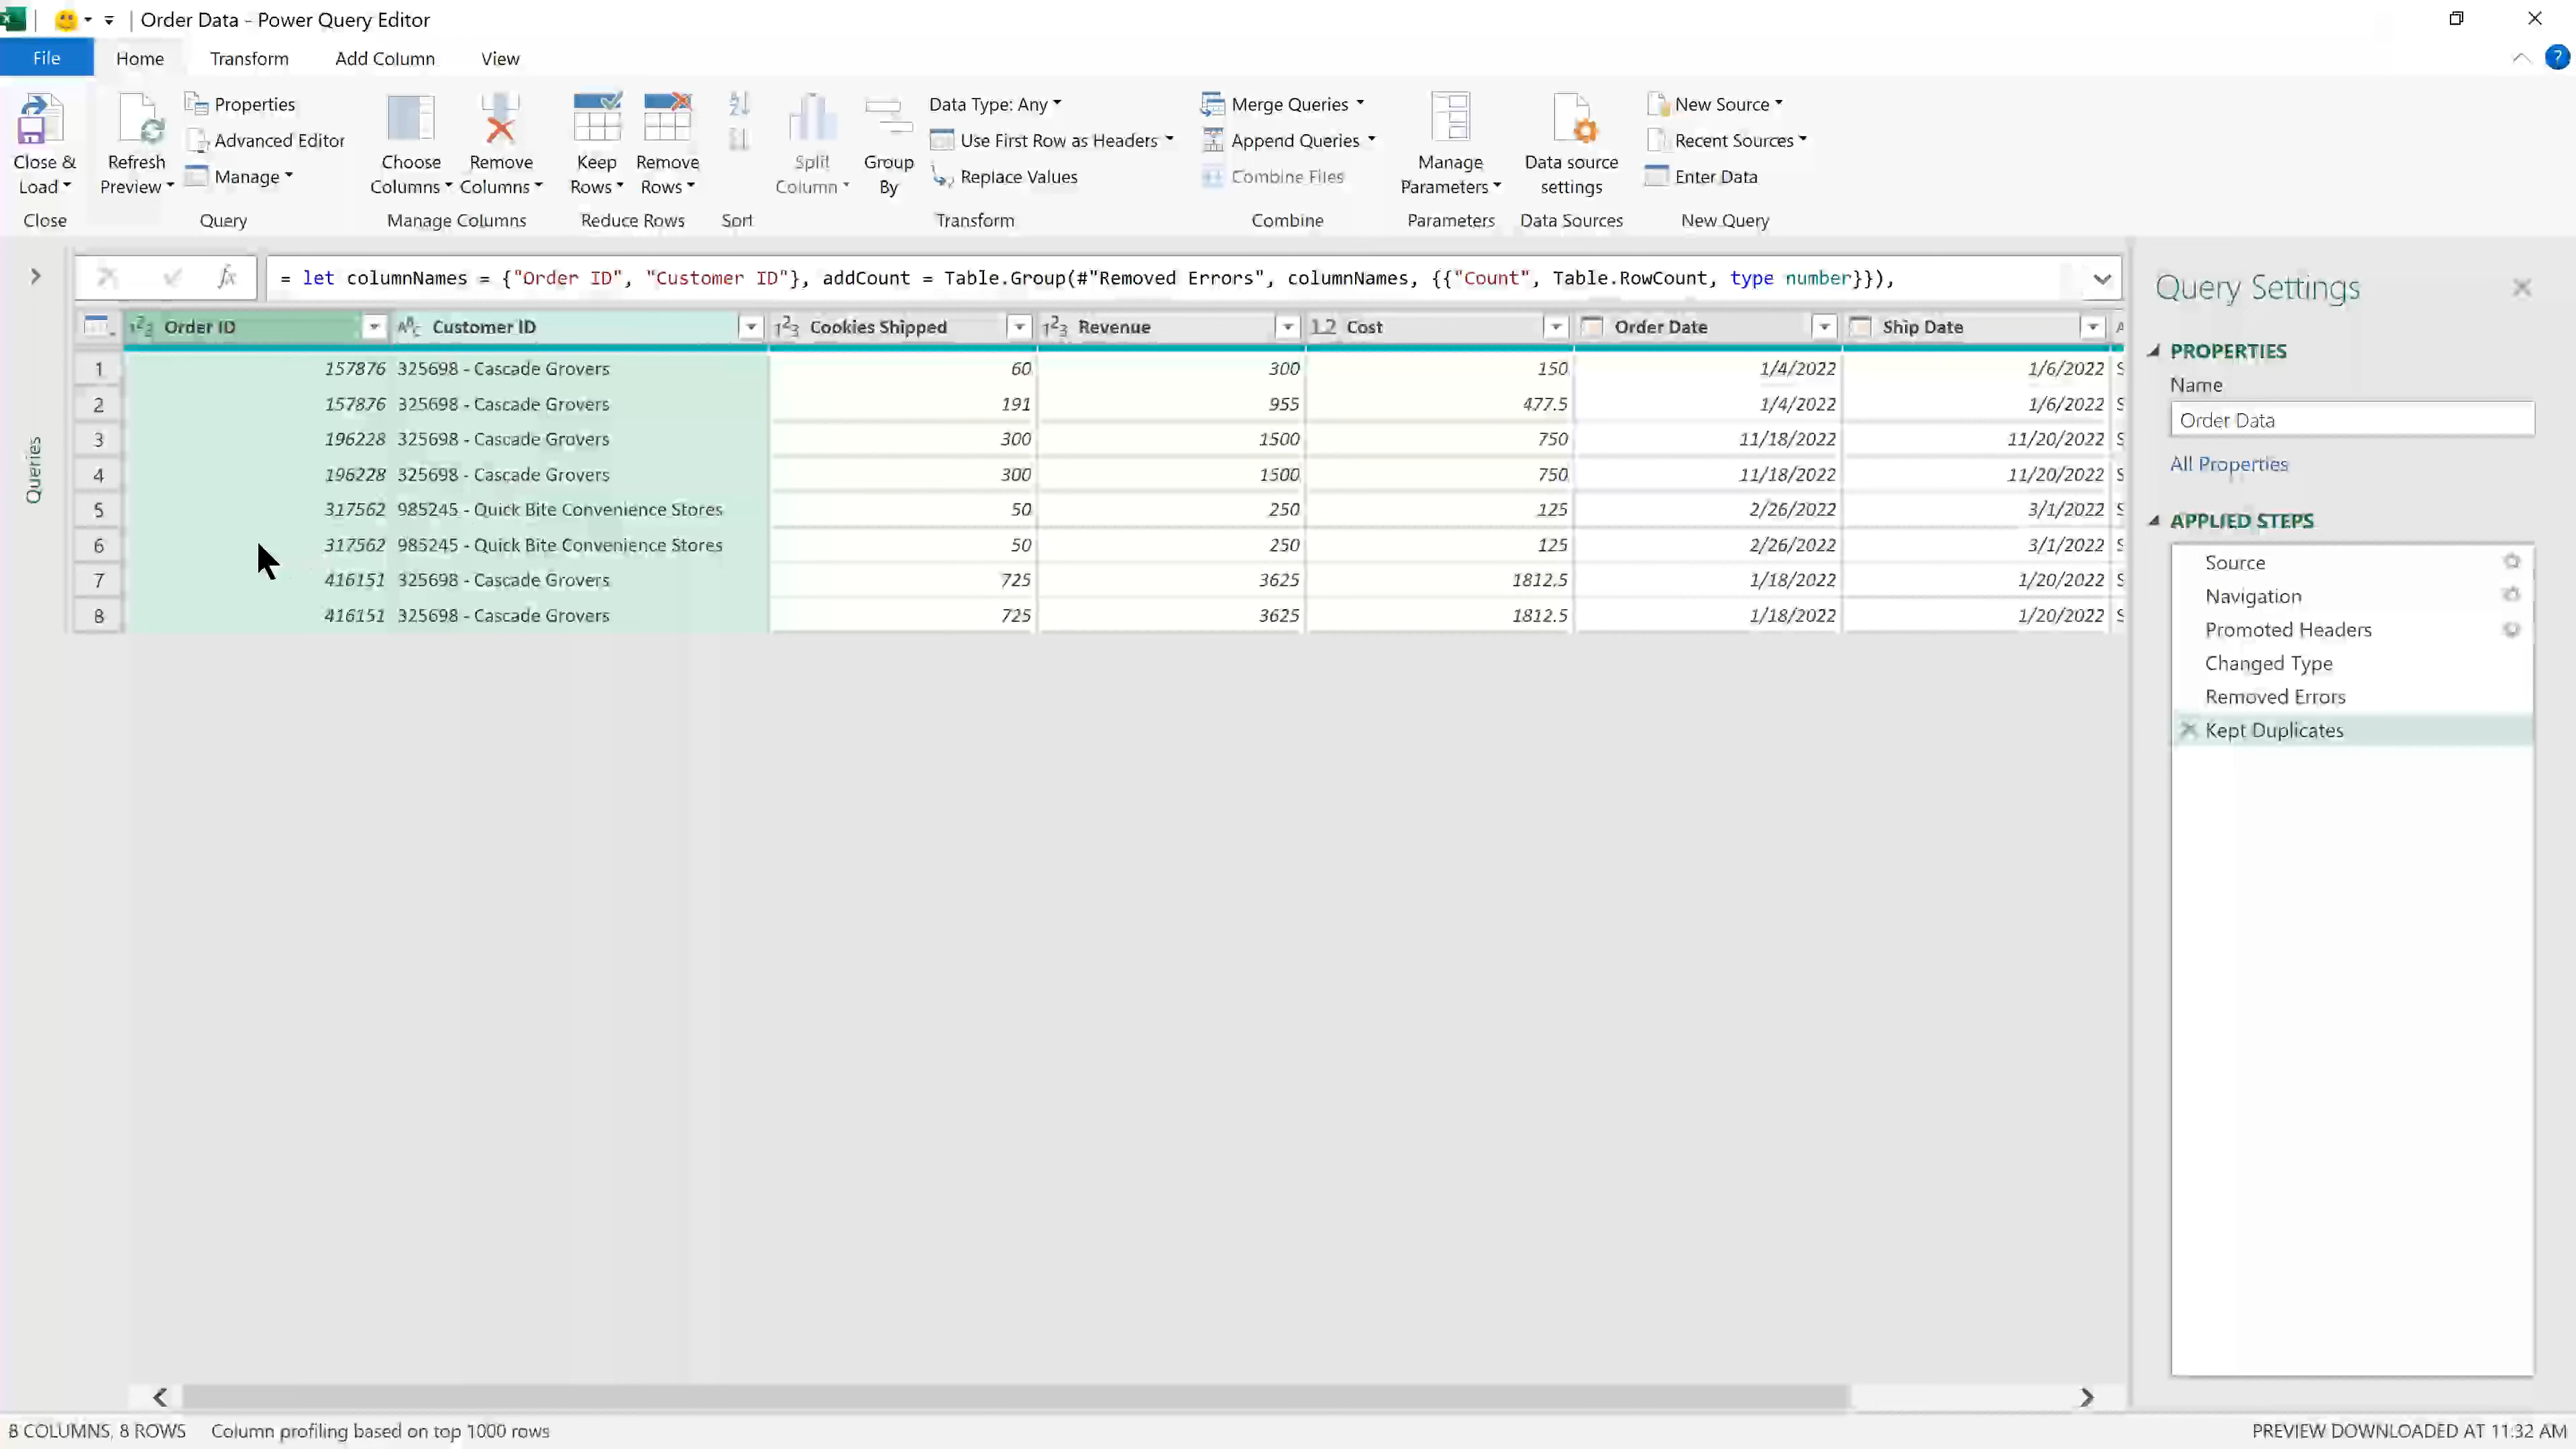 Order Data - Power Query Editor
File Home Transform Add Column View
Close & Load
Close
Refresh Preview
Properties
Advanced Editor
Manage
Query
Choose Columns
Remove Columns
Manage Columns
Keep Rows
Remove Rows
Reduce Rows
Sort
Split Column
Group By
Data Type: Any
Use First Row as Headers
Replace Values
Transform
Merge Queries
Append Queries
Combine Files
Combine
Manage Parameters
Parameters
Data source settings
Data Sources
New Source
Recent Sources
Enter Data
New Query
fx = let columnNames = {"Order ID", "Customer ID"}, addCount = Table.Group(#"Removed Errors", columnNames, {{"Count", Table.RowCount, type number}}),
Queries
Order ID Customer ID Cookies Shipped Revenue Cost Order Date Ship Date
1 157876 325698 - Cascade Grovers 60 300 150 1/4/2022 1/6/2022 S
2 157876 325698 - Cascade Grovers 191 955 477.5 1/4/2022 1/6/2022 S
3 196228 325698 - Cascade Grovers 300 1500 750 11/18/2022 11/20/2022 S
4 196228 325698 - Cascade Grovers 300 1500 750 11/18/2022 11/20/2022 S
5 317562 985245 - Quick Bite Convenience Stores 50 250 125 2/26/2022 3/1/2022 S
6 317562 985245 - Quick Bite Convenience Stores 50 250 125 2/26/2022 3/1/2022 S
7 416151 325698 - Cascade Grovers 725 3625 1812.5 1/18/2022 1/20/2022 S
8 416151 325698 - Cascade Grovers 725 3625 1812.5 1/18/2022 1/20/2022 S
Query Settings
PROPERTIES
Name
Order Data
All Properties
APPLIED STEPS
Source
Navigation
Promoted Headers
Changed Type
Removed Errors
Kept Duplicates
8 COLUMNS, 8 ROWS Column profiling based on top 1000 rows
PREVIEW DOWNLOADED AT 11:32 AM